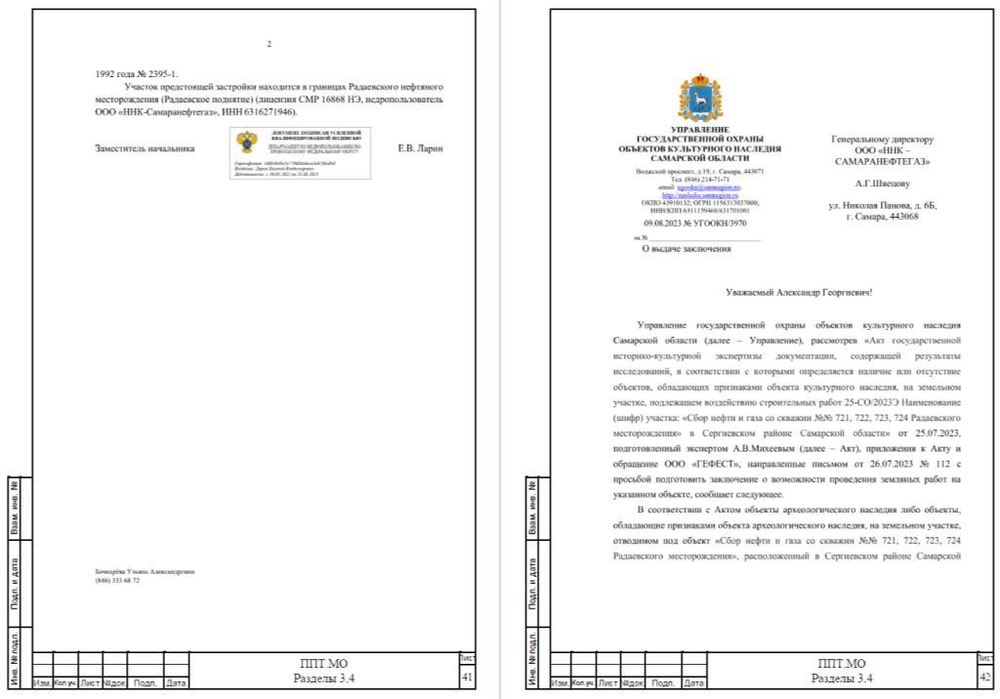 2
1992 года № 2395-1.
Участок предстоящей застройки находится в границах Радаевского нефтяного
месторождения (Радаевское поднятие) (лицензия СМР 16868 НЭ, недропользователь
ООО «ННК-Самаранефтегаз», ИНН 6316271946).
ДОКУМЕНТ ПОДПИСАН УСИЛЕННОЙ
КВАЛИФИЦИРОВАННОЙ ПОДПИСЬЮ
ДЕПАРТАМЕНТ ПО НЕДРОПОЛЬЗОВАНИЮ ПО
ПРИВОЛЖСКОМУ ФЕДЕРАЛЬНОМУ ОКРУГУ
Заместитель начальника
Е.В. Ларин
Бочкарёва Ульяна Александровна
(846) 333 68 72
Взам. инв. №
Подп. и дата
Инв. № подл.
Изм. Кол.уч. Лист №док Подп. Дата
ППТ.МО
Разделы 3,4
Лист
41
УПРАВЛЕНИЕ
ГОСУДАРСТВЕННОЙ ОХРАНЫ
ОБЪЕКТОВ КУЛЬТУРНОГО НАСЛЕДИЯ
САМАРСКОЙ ОБЛАСТИ
Волжский проспект, д.19, г. Самара, 443071
Тел. (846) 214-71-71
email: ugookn@samregion.ru;
http://nasledie.samregion.ru
ОКПО 43910132; ОГРН 1156313037000;
ИНН/КПП 6311159468/631701001
09.08.2023 № УГООКН/3970
на №
О выдаче заключения
Генеральному директору
ООО «ННК –
САМАРАНЕФТЕГАЗ»
А.Г.Швецову
ул. Николая Панова, д. 6Б,
г. Самара, 443068
Уважаемый Александр Георгиевич!
Управление государственной охраны объектов культурного наследия
Самарской области (далее – Управление), рассмотрев «Акт государственной
историко-культурной экспертизы документации, содержащей результаты
исследований, в соответствии с которыми определяется наличие или отсутствие
объектов, обладающих признаками объекта культурного наследия, на земельном
участке, подлежащем воздействию строительных работ 25-СО/2023Э Наименование
(шифр) участка: «Сбор нефти и газа со скважин №№ 721, 722, 723, 724 Радаевского
месторождения» в Сергиевском районе Самарской области» от 25.07.2023,
подготовленный экспертом А.В.Михеевым (далее – Акт), приложения к Акту и
обращение ООО «ГЕФЕСТ», направленные письмом от 26.07.2023 № 112 с
просьбой подготовить заключение о возможности проведения земляных работ на
указанном объекте, сообщает следующее.
В соответствии с Актом объекты археологического наследия либо объекты,
обладающие признаками объекта археологического наследия, на земельном участке,
отводимом под объект «Сбор нефти и газа со скважин №№ 721, 722, 723, 724
Радаевского месторождения», расположенный в Сергиевском районе Самарской
Взам. инв. №
Подп. и дата
Инв. № подл.
Изм. Кол.уч. Лист №док Подп. Дата
ППТ.МО
Разделы 3,4
Лист
42